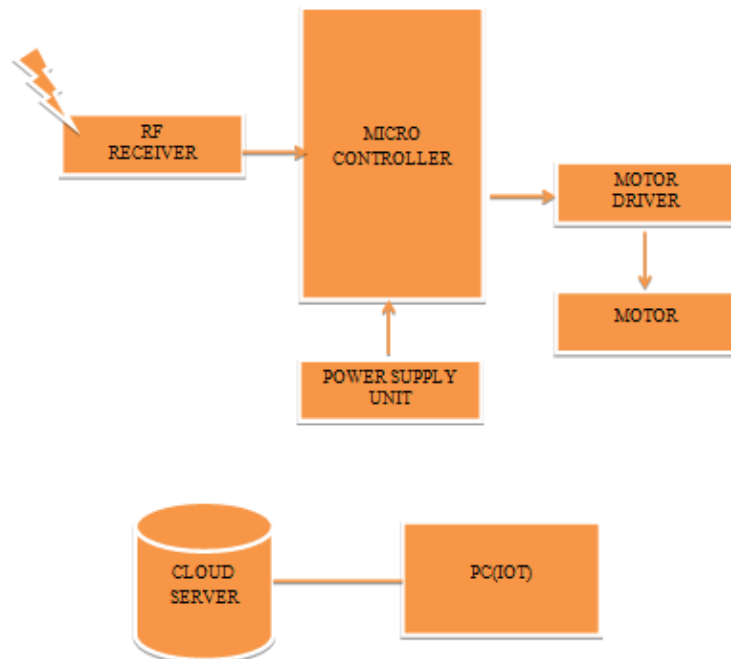 RF
RECEIVER
MICRO
CONTROLLER
MOTOR
DRIVER
MOTOR
POWER SUPPLY
UNIT
CLOUD
SERVER
PC(IOT)